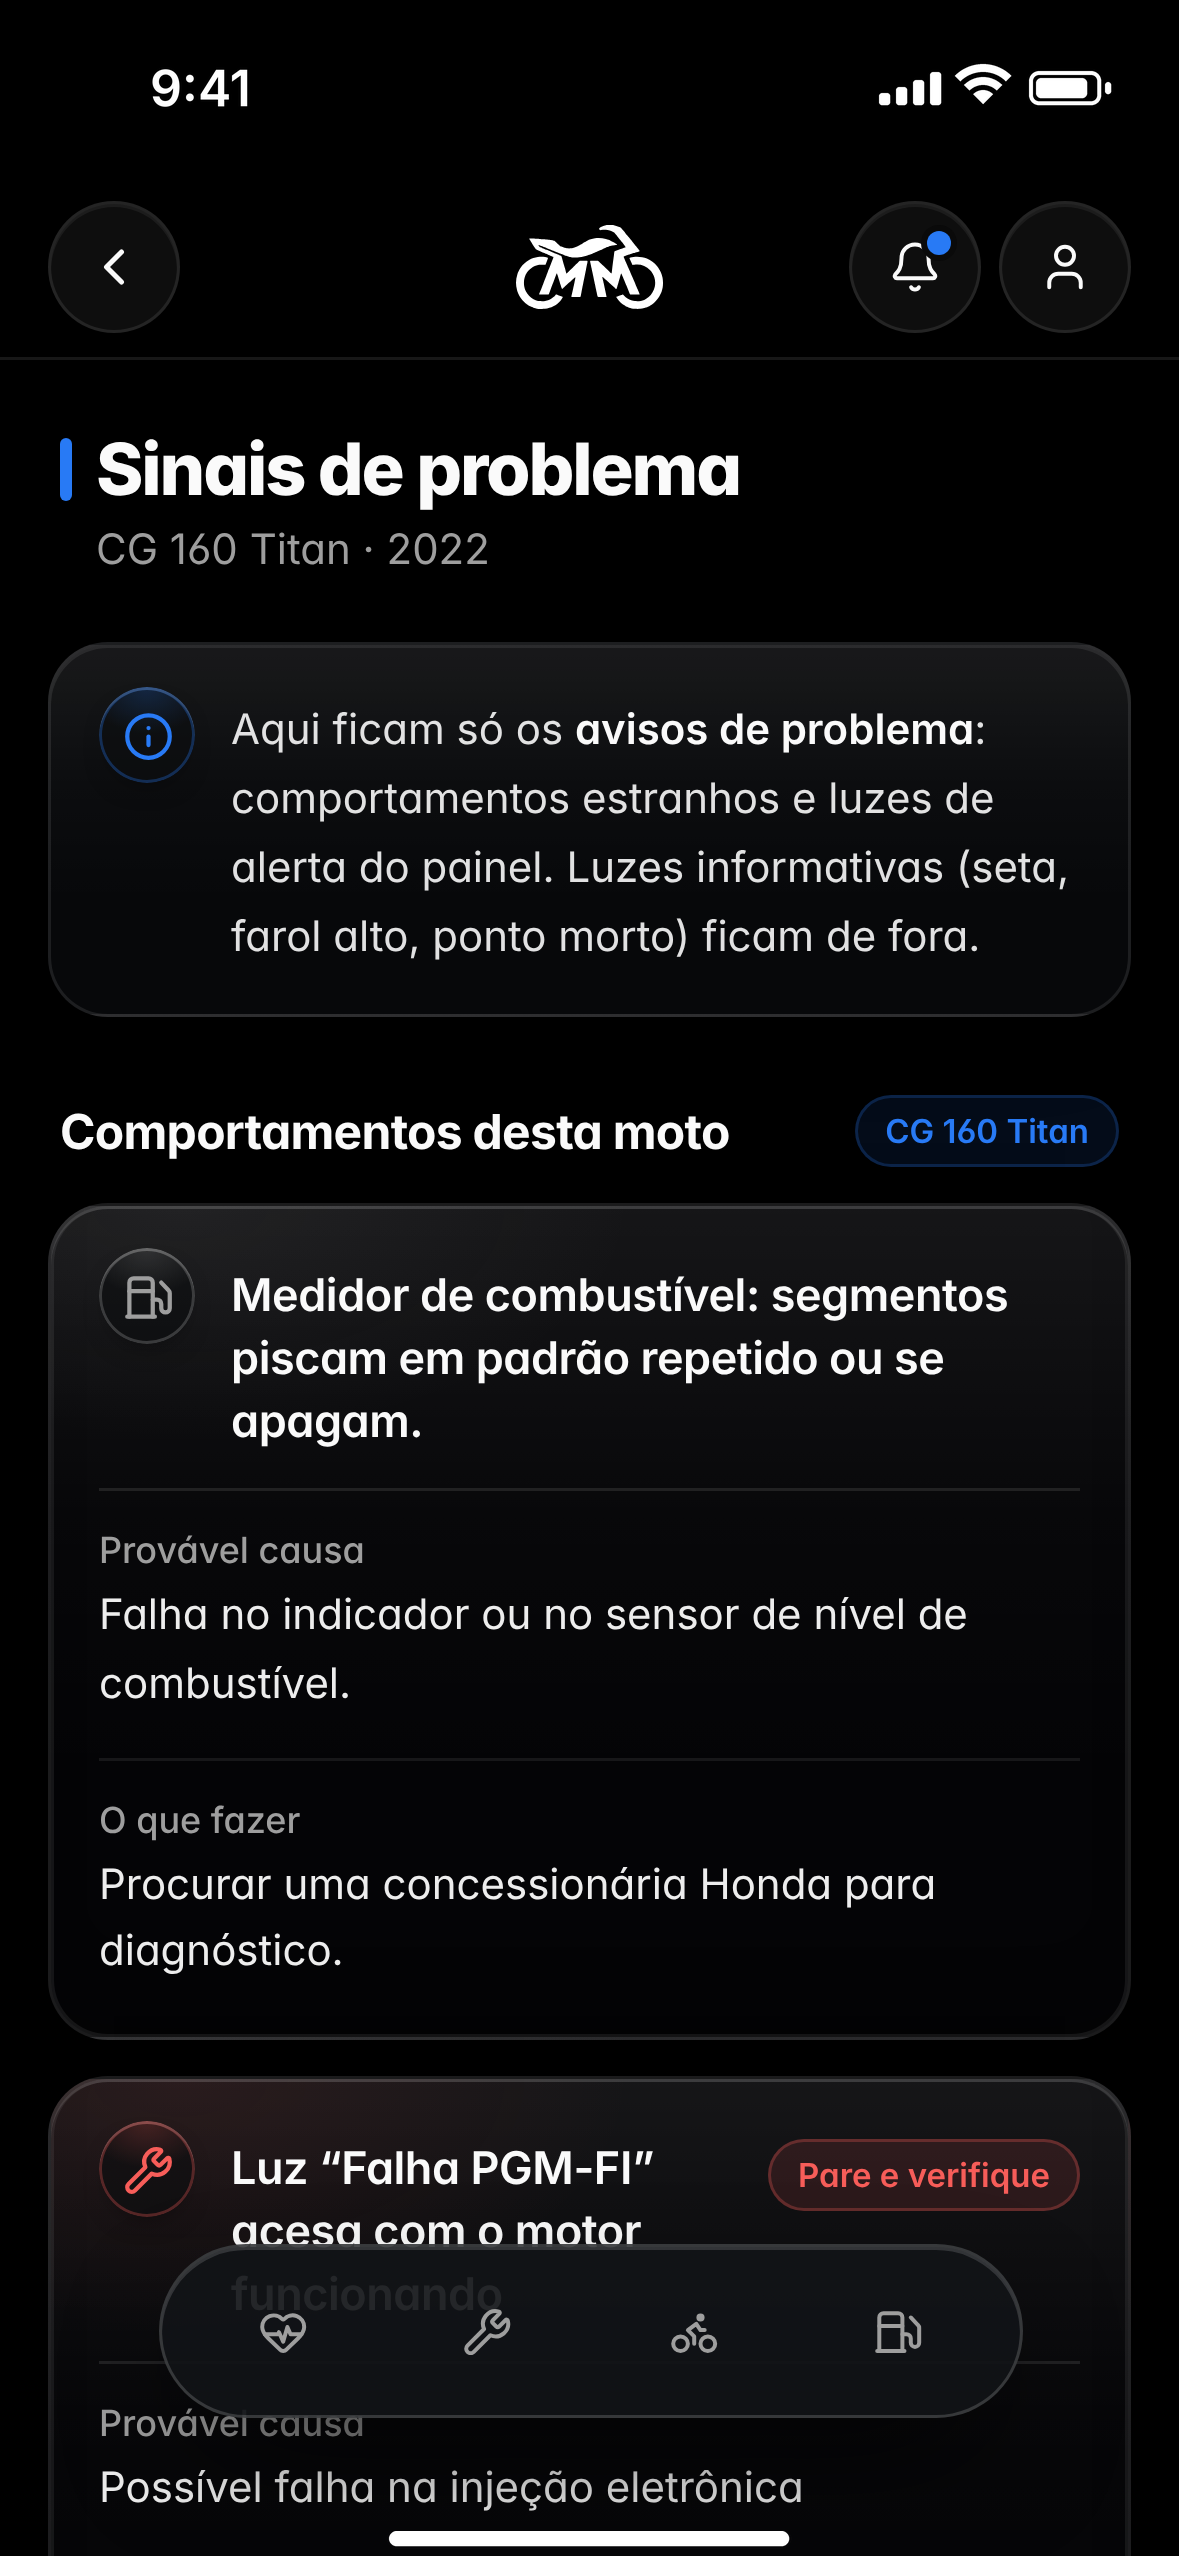 9:41
MM
Sinais de problema
CG 160 Titan · 2022
Aqui ficam só os avisos de problema:
comportamentos estranhos e luzes de
alerta do painel. Luzes informativas (seta,
farol alto, ponto morto) ficam de fora.
Comportamentos desta moto
CG 160 Titan
Medidor de combustível: segmentos
piscam em padrão repetido ou se
apagam.
Provável causa
Falha no indicador ou no sensor de nível de
combustível.
O que fazer
Procurar uma concessionária Honda para
diagnóstico.
Luz “Falha PGM-FI”
Pare e verifique
acesa com o motor
funcionando
Provável causa
Possível falha na injeção eletrônica